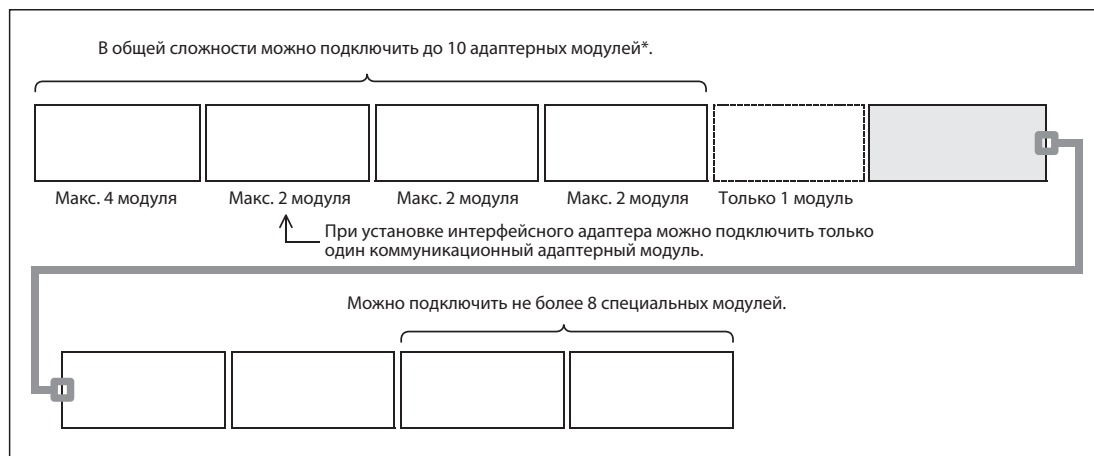 В общей сложности можно подключить до 10 адаптерных модулей*.
Макс. 4 модуля
Макс. 2 модуля
Макс. 2 модуля
Макс. 2 модуля
Только 1 модуль
При установке интерфейсного адаптера можно подключить только
один коммуникационный адаптерный модуль.
Можно подключить не более 8 специальных модулей.